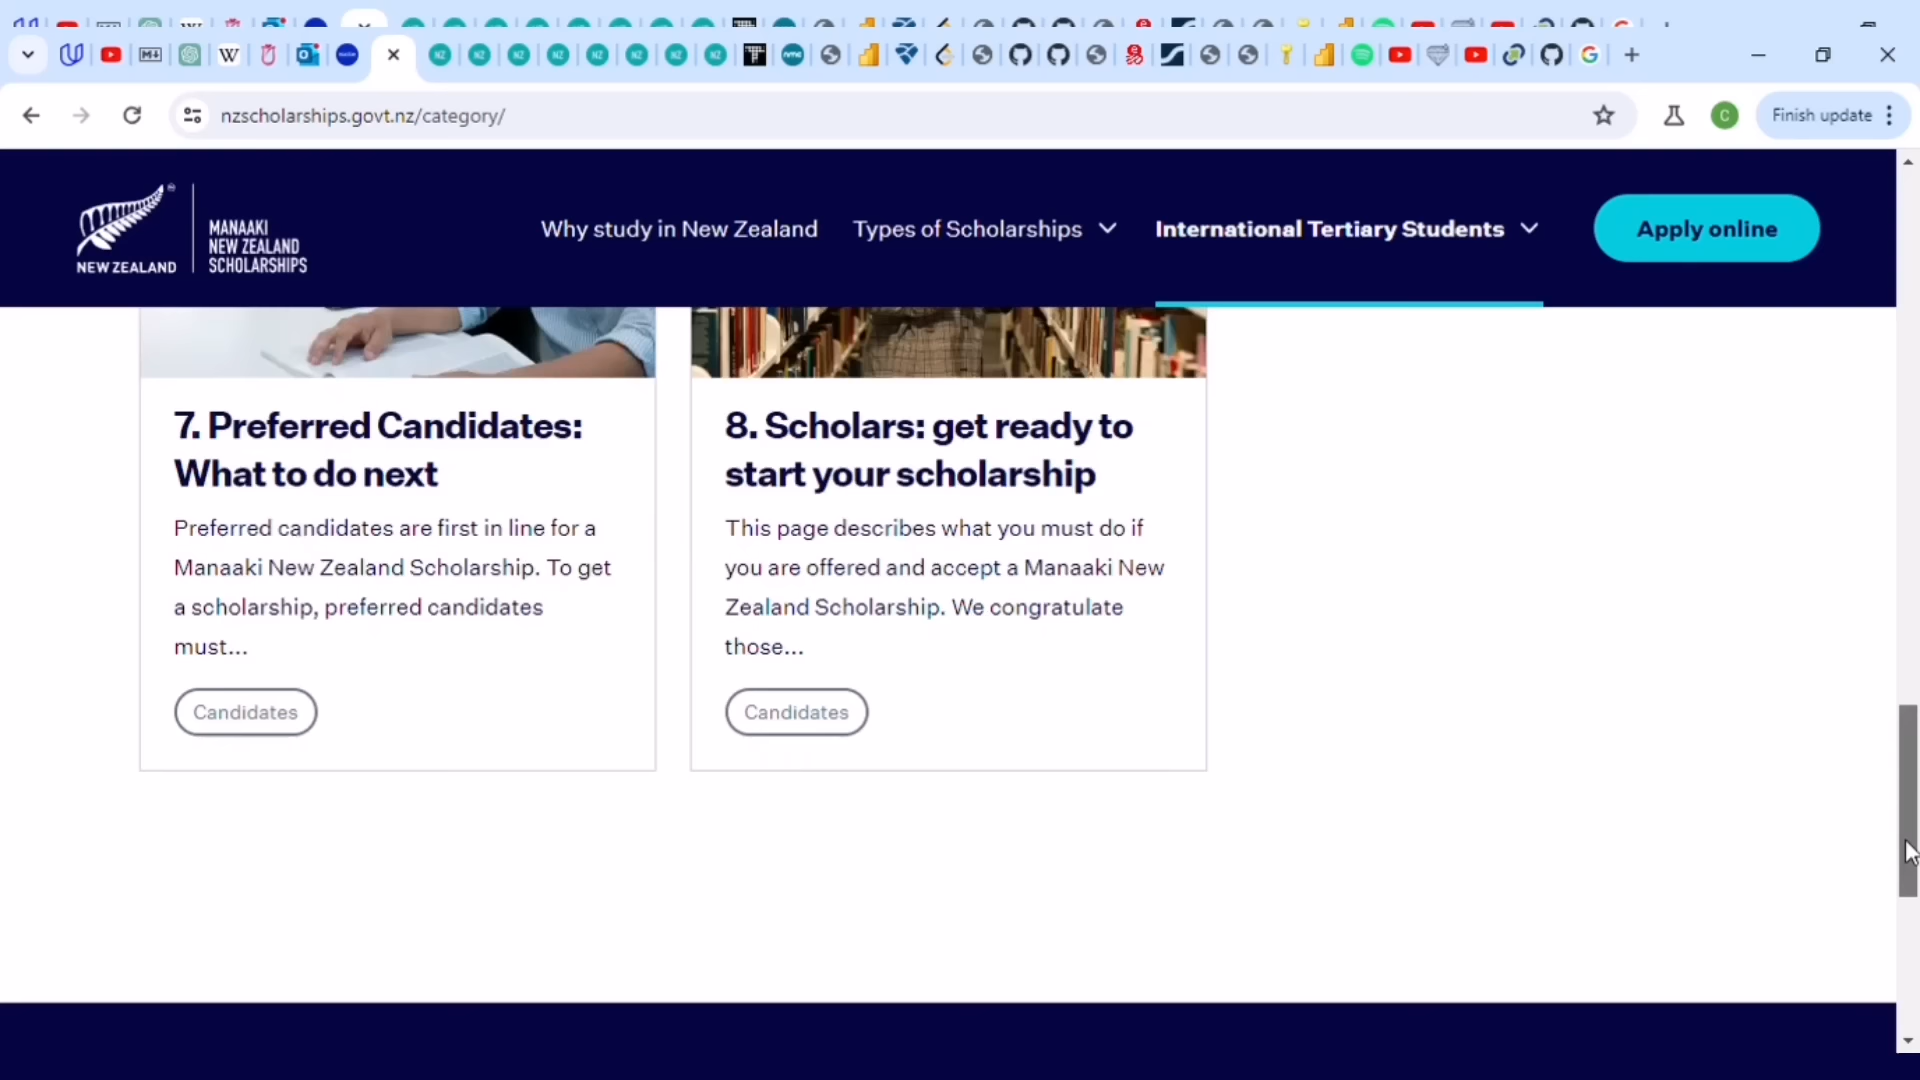 nzscholarships.govt.nz/category/
Finish update
NEW ZEALAND
MANAAKI
NEW ZEALAND
SCHOLARSHIPS
Why study in New Zealand
Types of Scholarships
International Tertiary Students
Apply online
7. Preferred Candidates:
What to do next
Preferred candidates are first in line for a
Manaaki New Zealand Scholarship. To get
a scholarship, preferred candidates
must...
Candidates
8. Scholars: get ready to
start your scholarship
This page describes what you must do if
you are offered and accept a Manaaki New
Zealand Scholarship. We congratulate
those...
Candidates